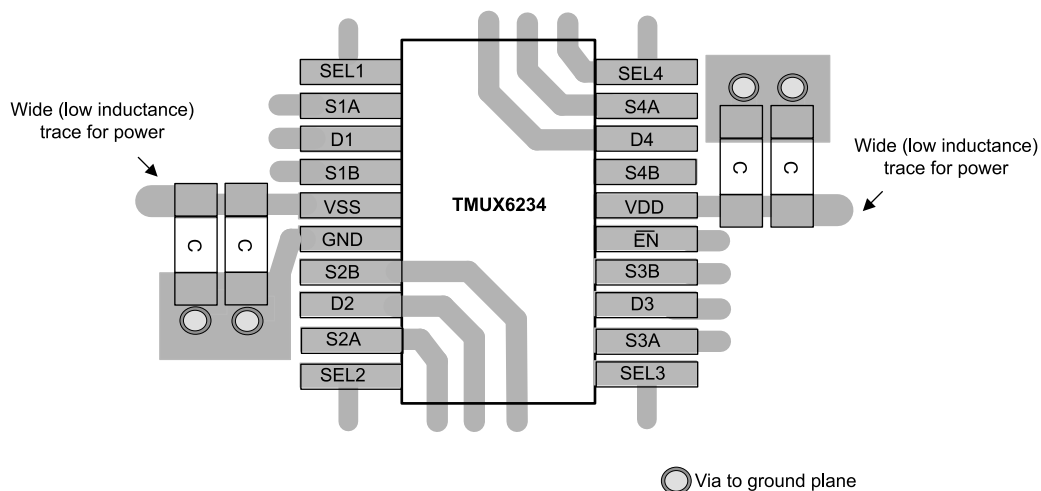 SEL1
S1A
D1
S1B
VSS
GND
S2B
D2
S2A
SEL2
TMUX6234
SEL4
S4A
D4
S4B
VDD
E̅N̅
S3B
D3
S3A
SEL3
Wide (low inductance)
trace for power
C
C
Wide (low inductance)
trace for power
C
C
Via to ground plane